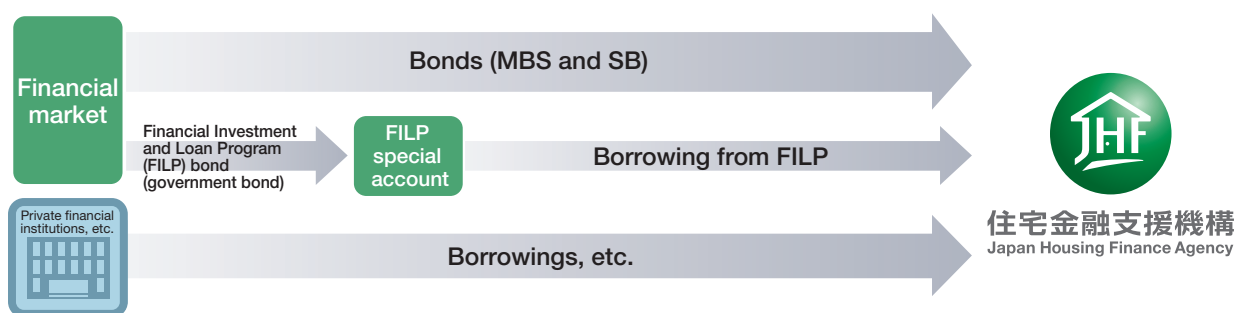 Financial
market
Bonds (MBS and SB)
Financial Investment
and Loan Program
(FILP) bond
(government bond)
FILP
special
account
Borrowing from FILP
Private financial
institutions, etc.
Borrowings, etc.
JHF
住宅金融支援機構
Japan Housing Finance Agency